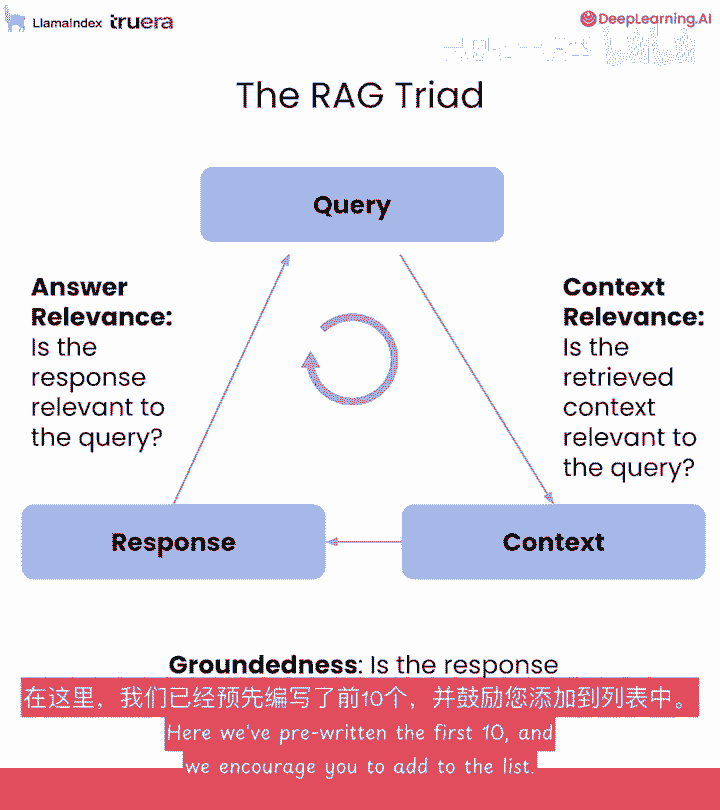 LlamaIndex truera
DeepLearning.AI
The RAG Triad
Query
Answer
Relevance:
Is the
response
relevant to
the query?
Context
Relevance:
Is the
retrieved
context
relevant to
the query?
Response
Context
Groundedness: Is the response
在这里，我们已经预先编写了前10个，并鼓励您添加到列表中。
Here we've pre-written the first 10, and
we encourage you to add to the list.